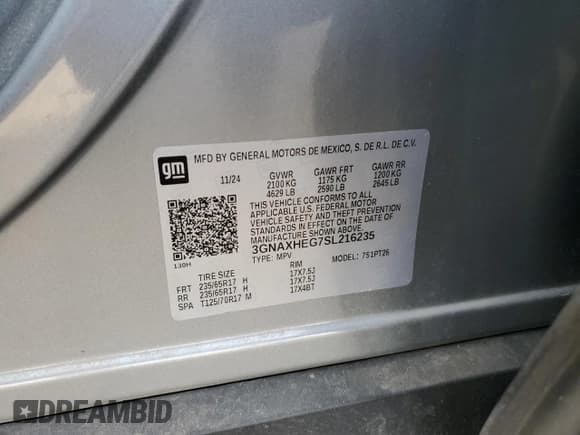 gm
MFD BY GENERAL MOTORS DE MEXICO, S. DE R.L. DE C.V.
11/24 GVWR GAWR FRT GAWR RR
2100 KG 1175 KG 1200 KG
4629 LB 2590 LB 2645 LB
THIS VEHICLE CONFORMS TO ALL
APPLICABLE U.S. FEDERAL MOTOR
VEHICLE SAFETY AND THEFT PREVENTION
STANDARDS IN EFFECT ON THE DATE OF
MANUFACTURE SHOWN ABOVE.
3GNAXHEG7SL216235
130H TYPE: MPV MODEL: 751PT26
TIRE SIZE RIM
FRT 235/65R17 H 17X7.5J
RR 235/65R17 H 17X7.5J
SPA T125/70R17 M 17X4BT
DREAMBID